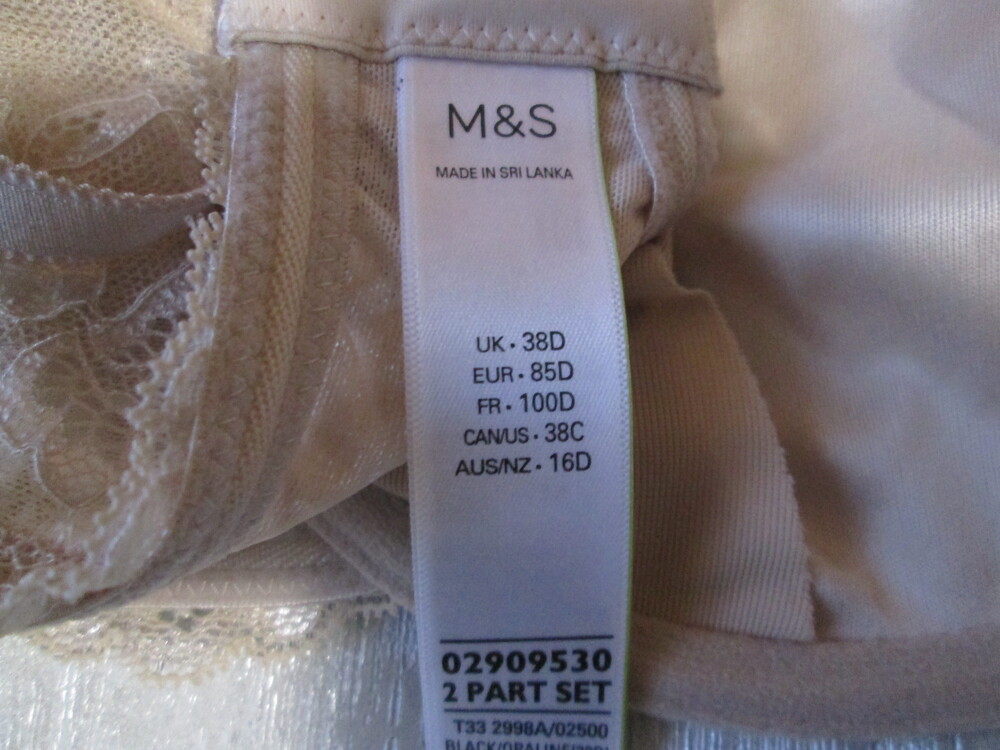 M&S
MADE IN SRI LANKA
UK • 38D
EUR • 85D
FR • 100D
CAN/US • 38C
AUS/NZ • 16D
02909530
2 PART SET
T33 2998A/02500